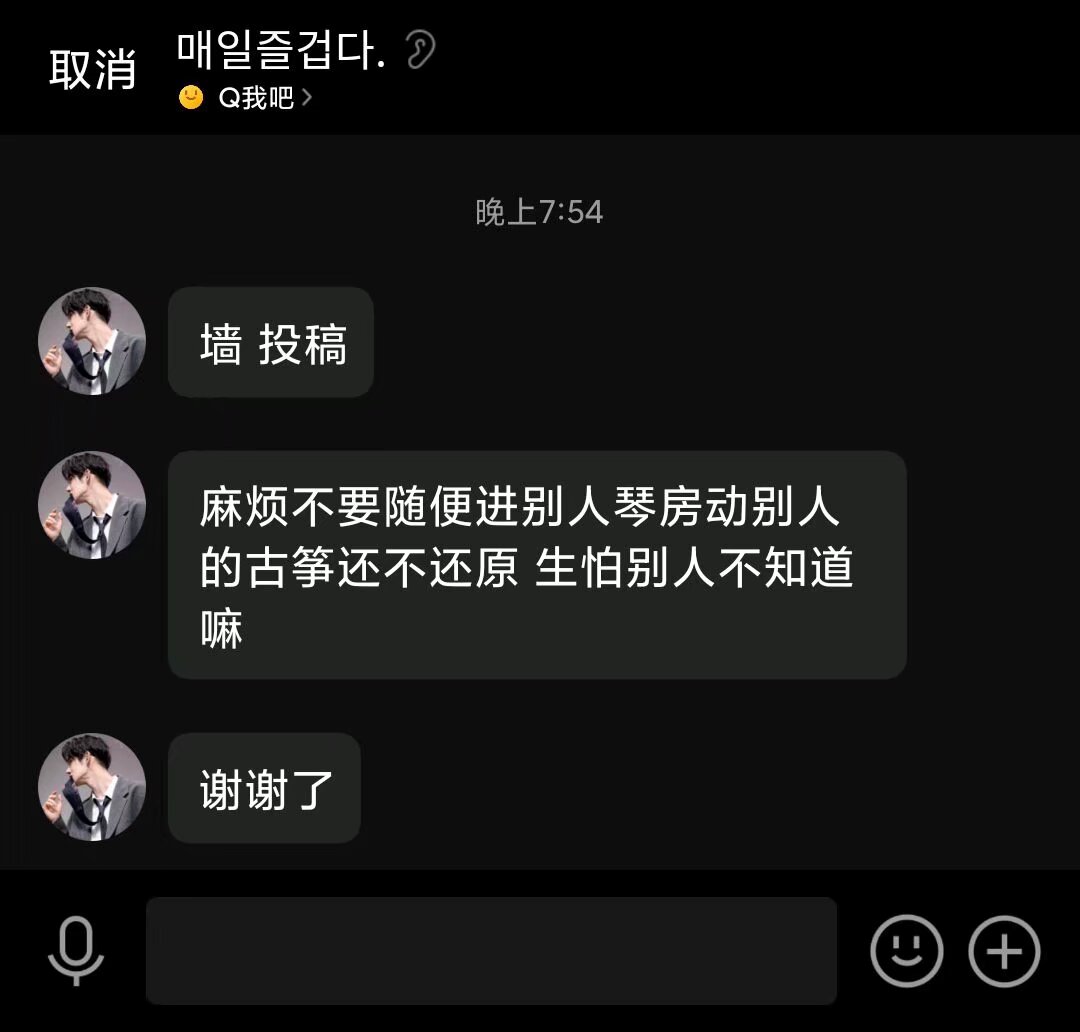 取消
매일즐겁다.
Q我吧
晚上7:54
墙 投稿
麻烦不要随便进别人琴房动别人
的古筝还不还原 生怕别人不知道
嘛
谢谢了